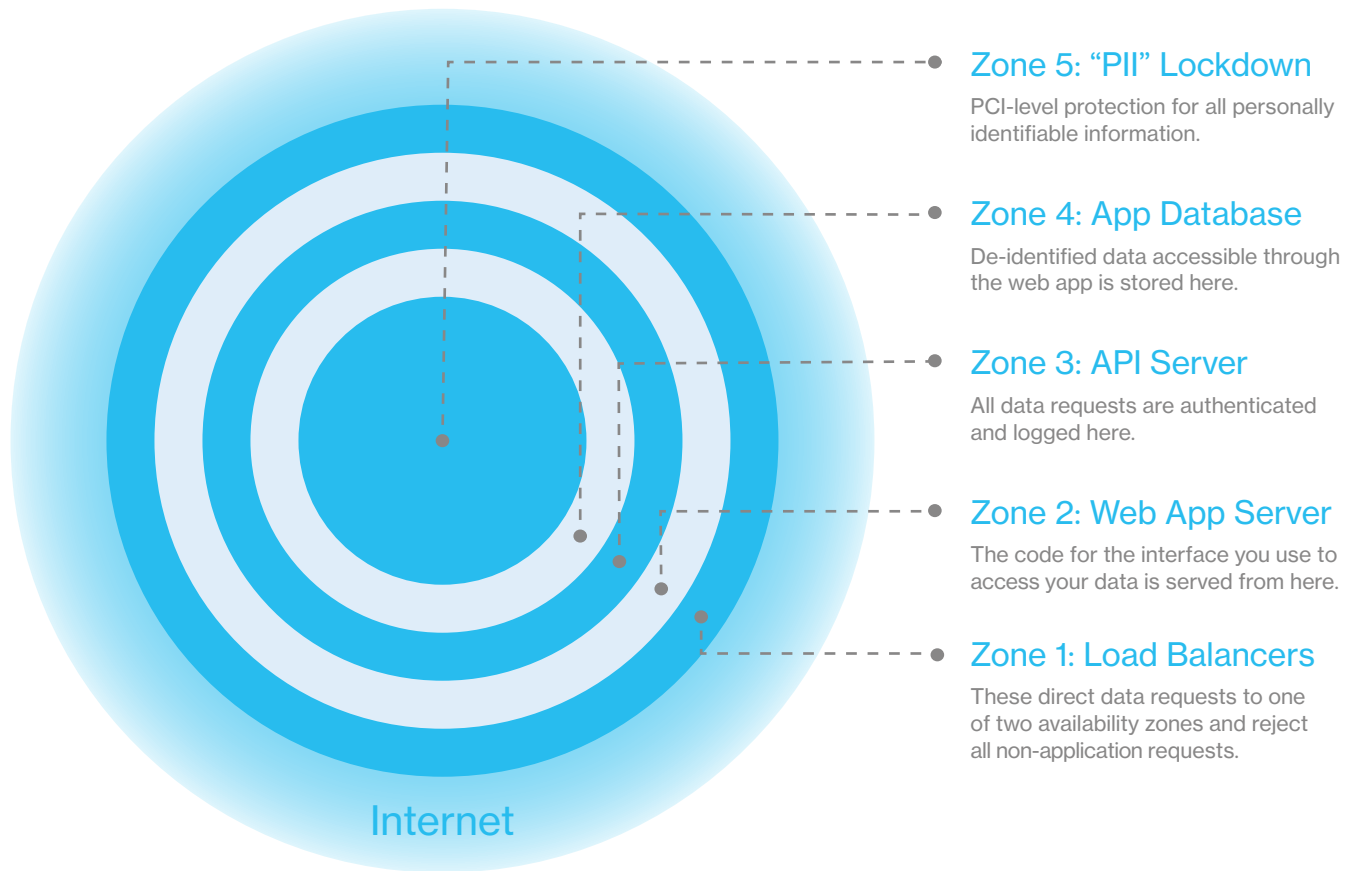 Zone 5: “PII” Lockdown
PCI-level protection for all personally
identifiable information.
Zone 4: App Database
De-identified data accessible through
the web app is stored here.
Zone 3: API Server
All data requests are authenticated
and logged here.
Zone 2: Web App Server
The code for the interface you use to
access your data is served from here.
Zone 1: Load Balancers
These direct data requests to one
of two availability zones and reject
all non-application requests.
Internet